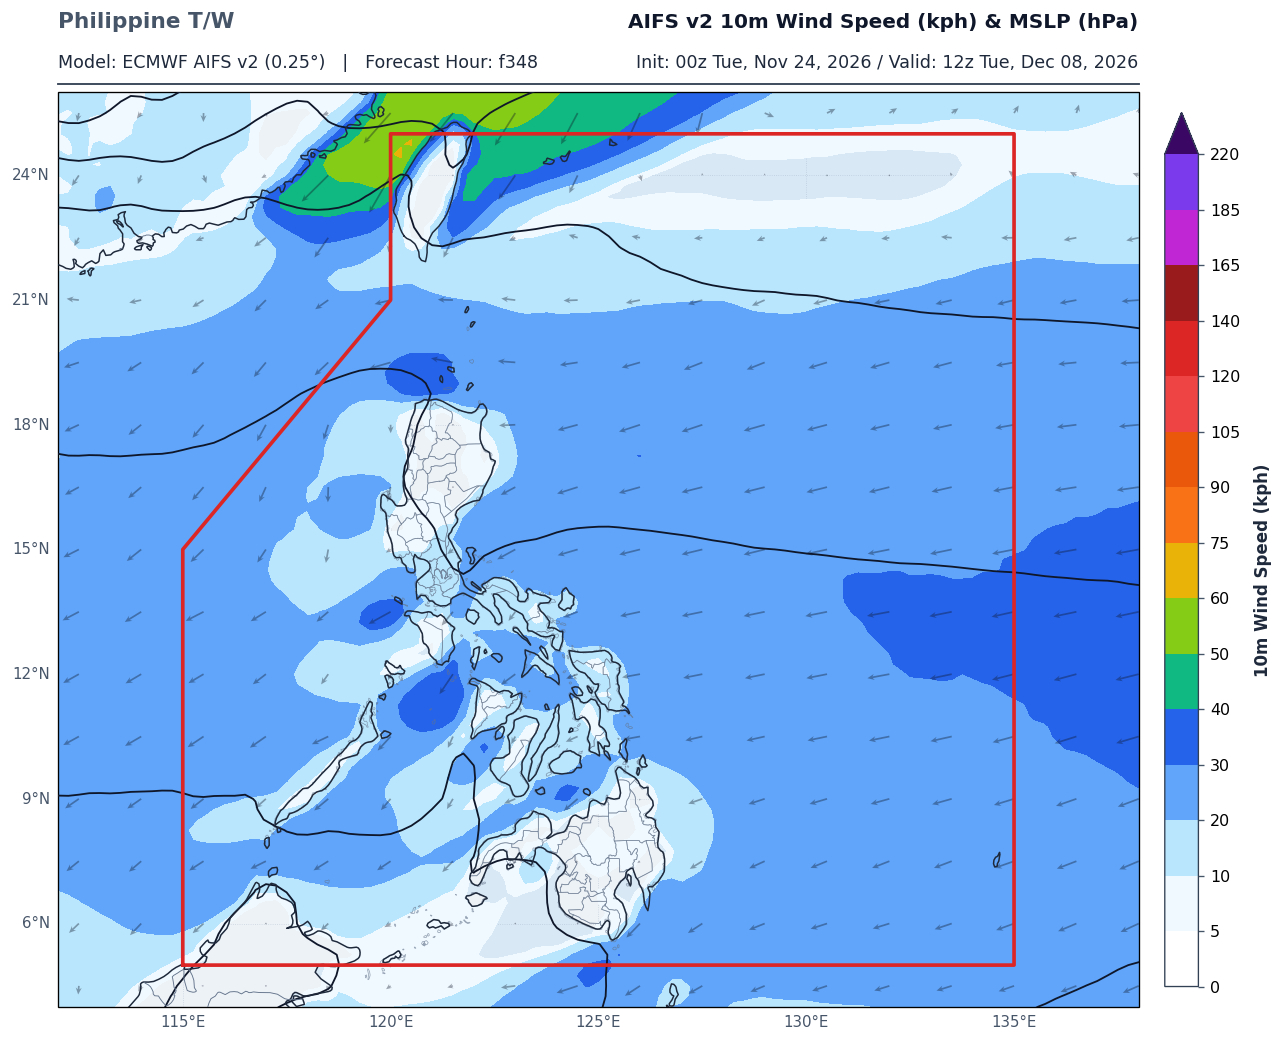 Philippine T/W
AIFS v2 10m Wind Speed (kph) & MSLP (hPa)
Model: ECMWF AIFS v2 (0.25°) | Forecast Hour: f348
Init: 00z Tue, Nov 24, 2026 / Valid: 12z Tue, Dec 08, 2026
24°N
21°N
18°N
15°N
12°N
9°N
6°N
115°E
120°E
125°E
130°E
135°E
220
185
165
140
120
105
90
75
60
50
40
30
20
10
5
0
10m Wind Speed (kph)